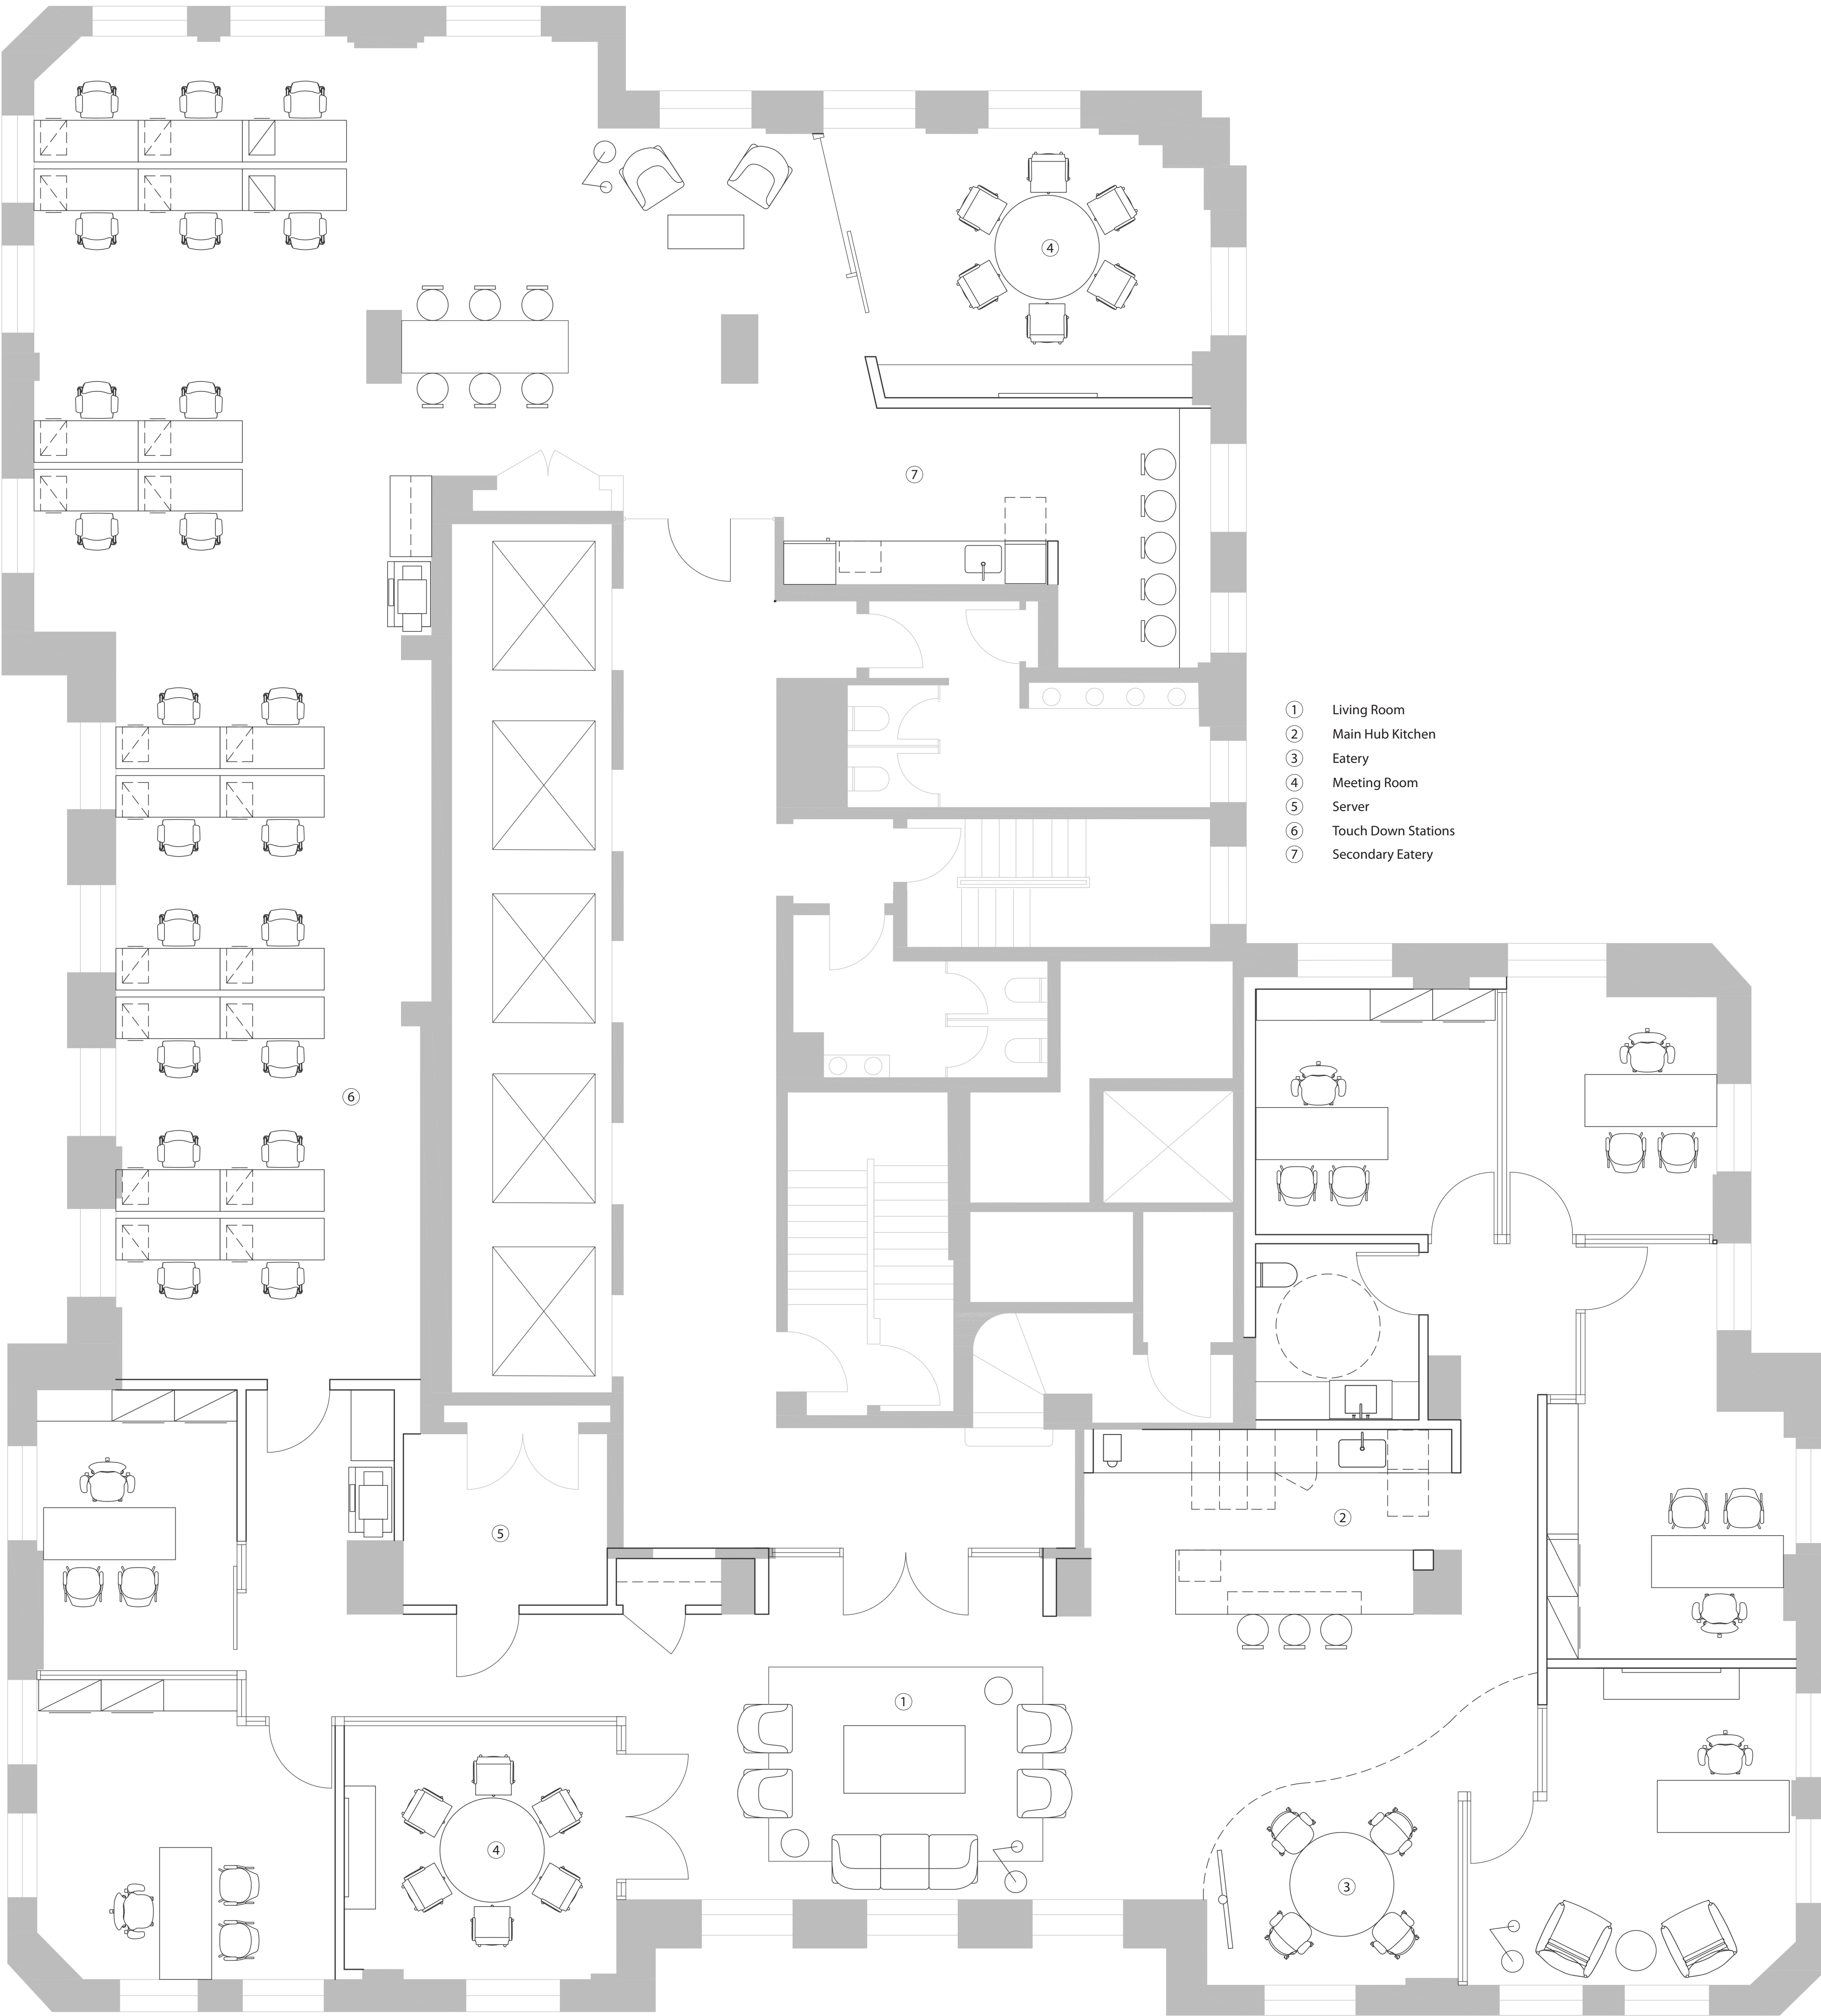 4
7
① Living Room
② Main Hub Kitchen
③ Eatery
④ Meeting Room
⑤ Server
⑥ Touch Down Stations
⑦ Secondary Eatery
6
2
5
1
4
3